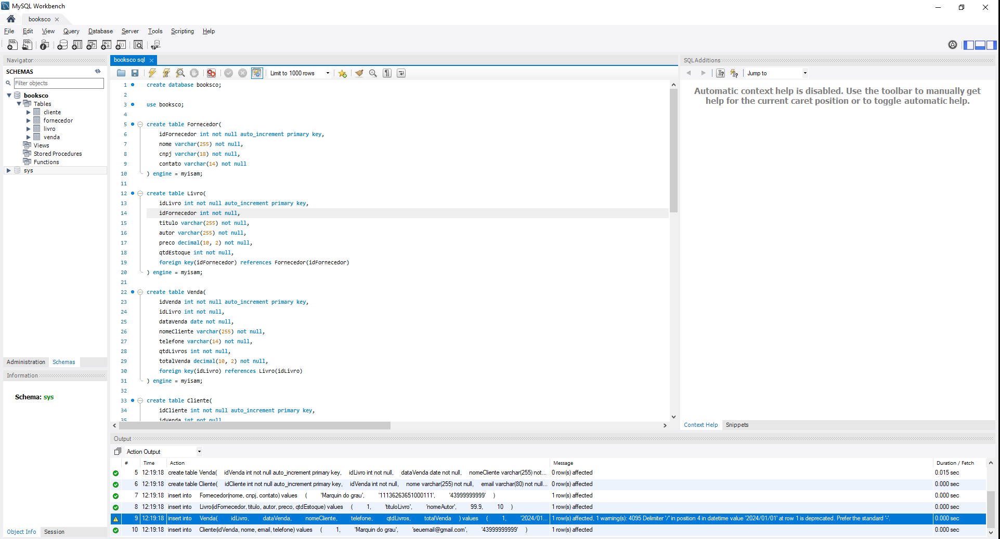 MySQL Workbench
booksco
File Edit View Query Database Server Tools Scripting Help
Navigator
SCHEMAS
Filter objects
booksco
Tables
cliente
fornecedor
livro
venda
Views
Stored Procedures
Functions
sys
Administration Schemas
Information
Schema: sys
Object Info Session
booksco sql
Limit to 1000 rows
1 create database booksco;
2
3 use booksco;
4
5 create table Fornecedor(
6 idFornecedor int not null auto_increment primary key,
7 nome varchar(255) not null,
8 cnpj varchar(18) not null,
9 contato varchar(14) not null
10 ) engine = myisam;
11
12 create table Livro(
13 idLivro int not null auto_increment primary key,
14 idFornecedor int not null,
15 titulo varchar(255) not null,
16 autor varchar(255) not null,
17 preco decimal(10, 2) not null,
18 qtdEstoque int not null,
19 foreign key(idFornecedor) references Fornecedor(idFornecedor)
20 ) engine = myisam;
21
22 create table Venda(
23 idVenda int not null auto_increment primary key,
24 idLivro int not null,
25 dataVenda date not null,
26 nomeCliente varchar(255) not null,
27 telefone varchar(14) not null,
28 qtdLivros int not null,
29 totalVenda decimal(10, 2) not null,
30 foreign key(idLivro) references Livro(idLivro)
31 ) engine = myisam;
32
33 create table Cliente(
34 idCliente int not null auto_increment primary key,
35 idVenda int not null
SQLAdditions
Jump to
Automatic context help is disabled. Use the toolbar to manually get
help for the current caret position or to toggle automatic help.
Context Help Snippets
Output
Action Output
# Time Action Message Duration / Fetch
5 12:19:18 create table Venda( idVenda int not null auto_increment primary key, idLivro int not null, dataVenda date not null, nomeCliente varchar(255) not... 0 row(s) affected 0.015 sec
6 12:19:18 create table Cliente( idCliente int not null auto_increment primary key, idVenda int not null, nome varchar(255) not null, email varchar(80) not null... 0 row(s) affected 0.000 sec
7 12:19:18 insert into Fornecedor(nome, cnpj, contato) values ( 'Marquin do grau', '11136263651000111', '43999999999' ) 1 row(s) affected 0.000 sec
8 12:19:18 insert into Livro(idFornecedor, titulo, autor, preco, qtdEstoque) values ( 1, 'tituloLivro', 'nomeAutor', 99.9, 10 ) 1 row(s) affected 0.000 sec
9 12:19:18 insert into Venda( idLivro, dataVenda, nomeCliente, telefone, qtdLivros, totalVenda ) values ( 1, '2024/01... 1 row(s) affected, 1 warning(s): 4095 Delimiter '/' in position 4 in datetime value '2024/01/01' at row 1 is deprecated. Prefer the standard '-'. 0.000 sec
10 12:19:18 insert into Cliente(idVenda, nome, email, telefone) values ( 1, 'Marquin do grau', 'seuemail@gmail.com', '43999999999' ) 1 row(s) affected 0.000 sec